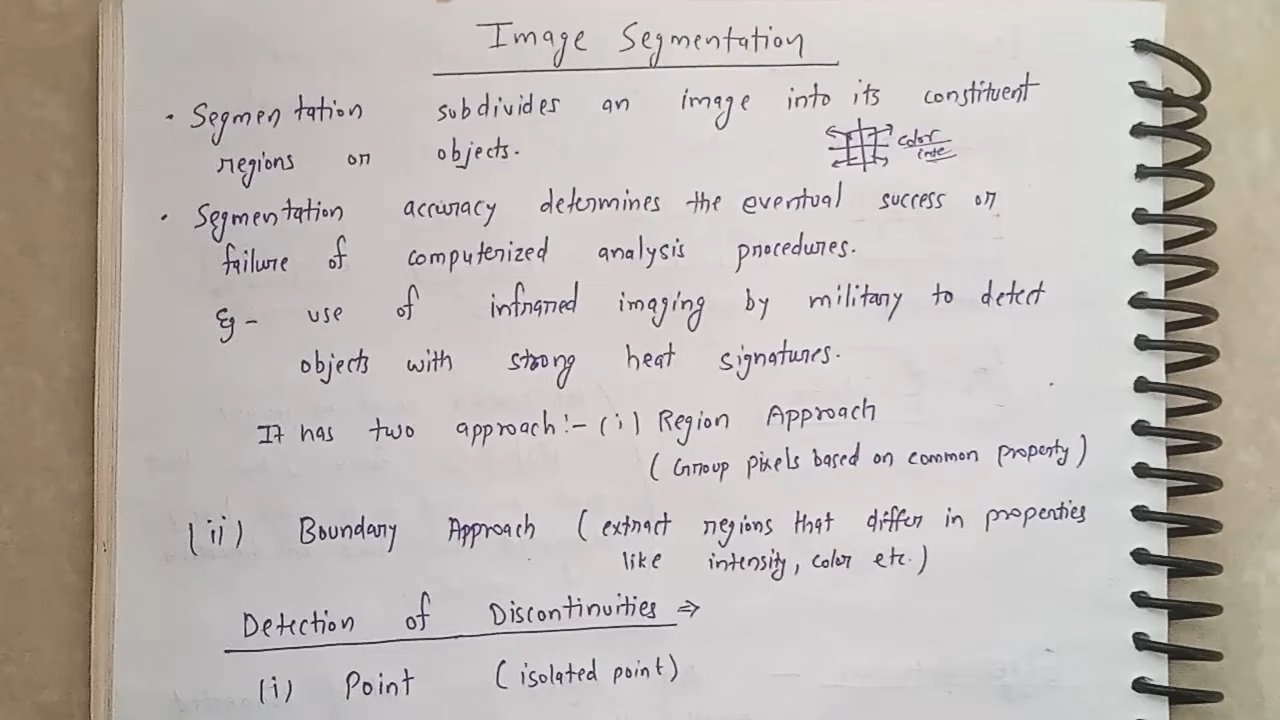 Image Segmentation
• Segmentation subdivides an image into its constituent
regions or objects.
color
inte
• Segmentation accuracy determines the eventual success or
failure of computerized analysis procedures.
Eg - use of infrared imaging by military to detect
objects with strong heat signatures.
It has two approach:- (i) Region Approach
(Group pixels based on common property)
(ii) Boundary Approach (extract regions that differ in properties
like intensity, color etc.)
Detection of Discontinuities ⇒
(i) Point (isolated point)